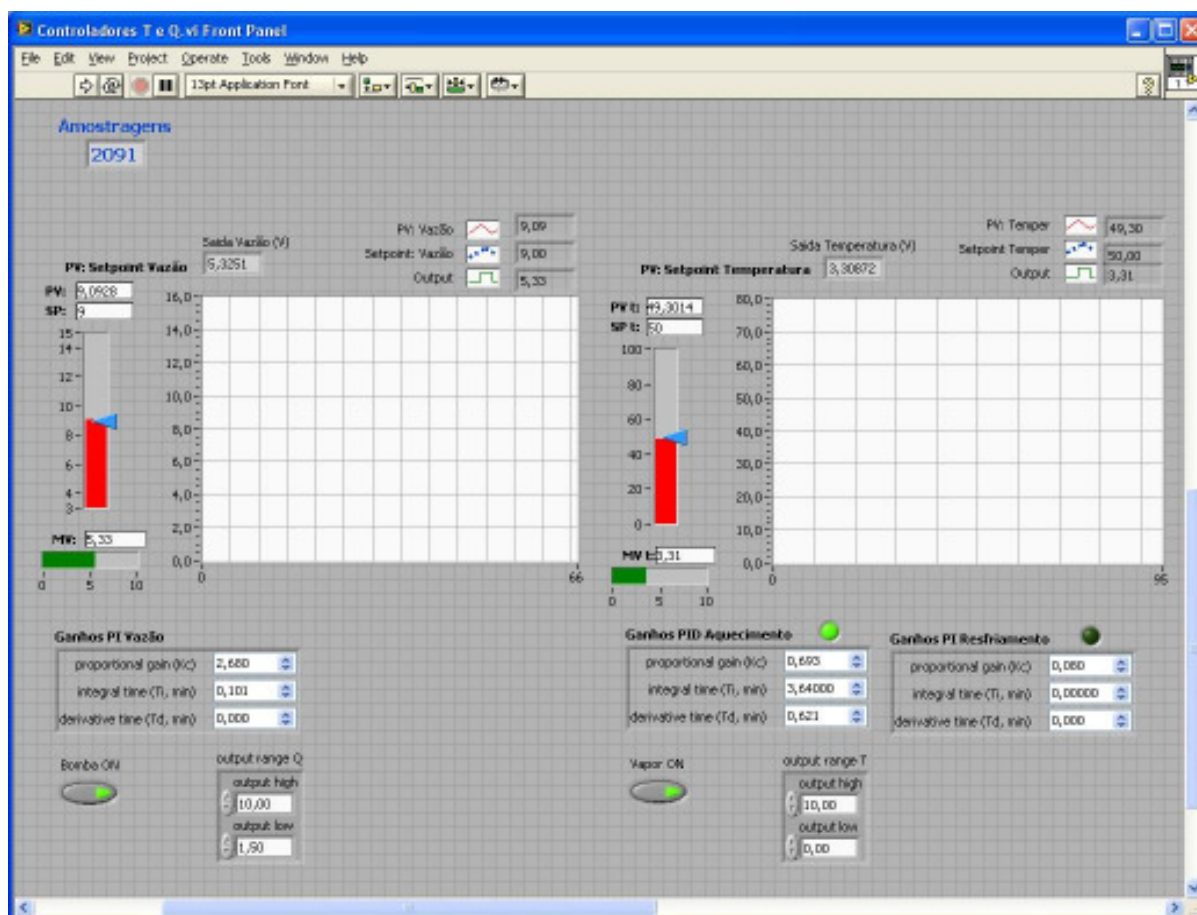 Controladores T e Q.vi Front Panel
File Edit View Project Operate Tools Window Help
13pt Application Font
1
Amostragens
2091
Saída Vazão (V)
5,3251
PV: Vazão 9,09
Setpoint: Vazão 9,00
Output 5,33
PV: Setpoint Vazão
PV: 9,0928
SP: 9
15
14
12
10
8
6
4
3
MV: 5,33
0 5 10
16,0
14,0
12,0
10,0
8,0
6,0
4,0
2,0
0,0
0 66
Saída Temperatura (V)
3,30872
PV: Temper 49,30
Setpoint Temper 50,00
Output 3,31
PV: Setpoint Temperatura
PV t: 49,3014
SP t: 50
100
80
60
40
20
0
MV t: 3,31
0 5 10
80,0
70,0
60,0
50,0
40,0
30,0
20,0
10,0
0,0
0 95
Ganhos PI Vazão
proportional gain (Kc) 2,680
integral time (Ti, min) 0,101
derivative time (Td, min) 0,000
Bomba ON
output range Q
output high
10,00
output low
1,50
Ganhos PID Aquecimento
proportional gain (Kc) 0,693
integral time (Ti, min) 3,64000
derivative time (Td, min) 0,621
Vapor ON
output range T
output high
10,00
output low
0,00
Ganhos PI Resfriamento
proportional gain (Kc) 0,080
integral time (Ti, min) 0,00000
derivative time (Td, min) 0,000